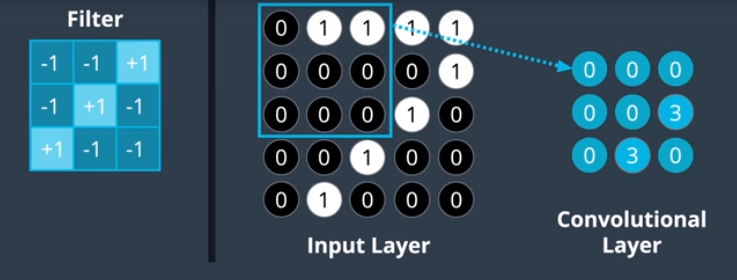 Filter
-1 -1 +1
-1 +1 -1
+1 -1 -1
0 1 1 1 1
0 0 0 0 1
0 0 0 1 0
0 0 1 0 0
0 1 0 0 0
Input Layer
0 0 0
0 0 3
0 3 0
Convolutional
Layer